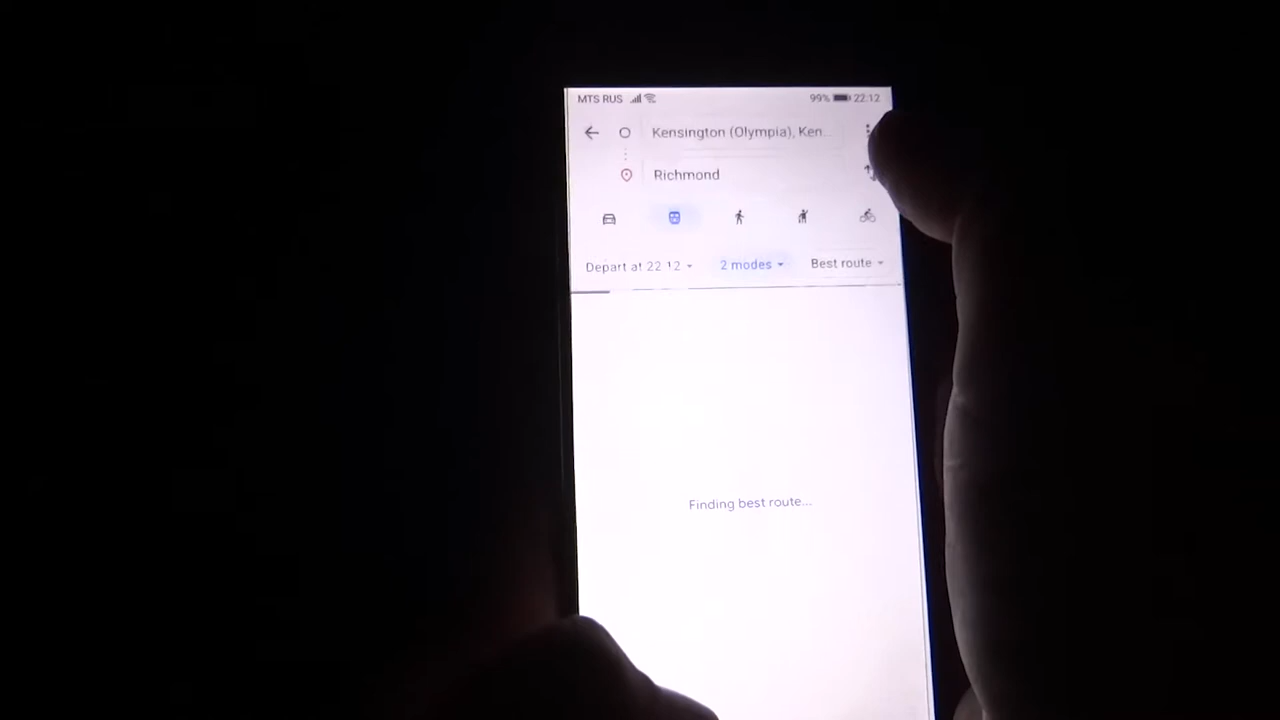 MTS RUS 99% 22:12
Kensington (Olympia), Ken...
Richmond
Depart at 22 12 2 modes Best route
Finding best route...